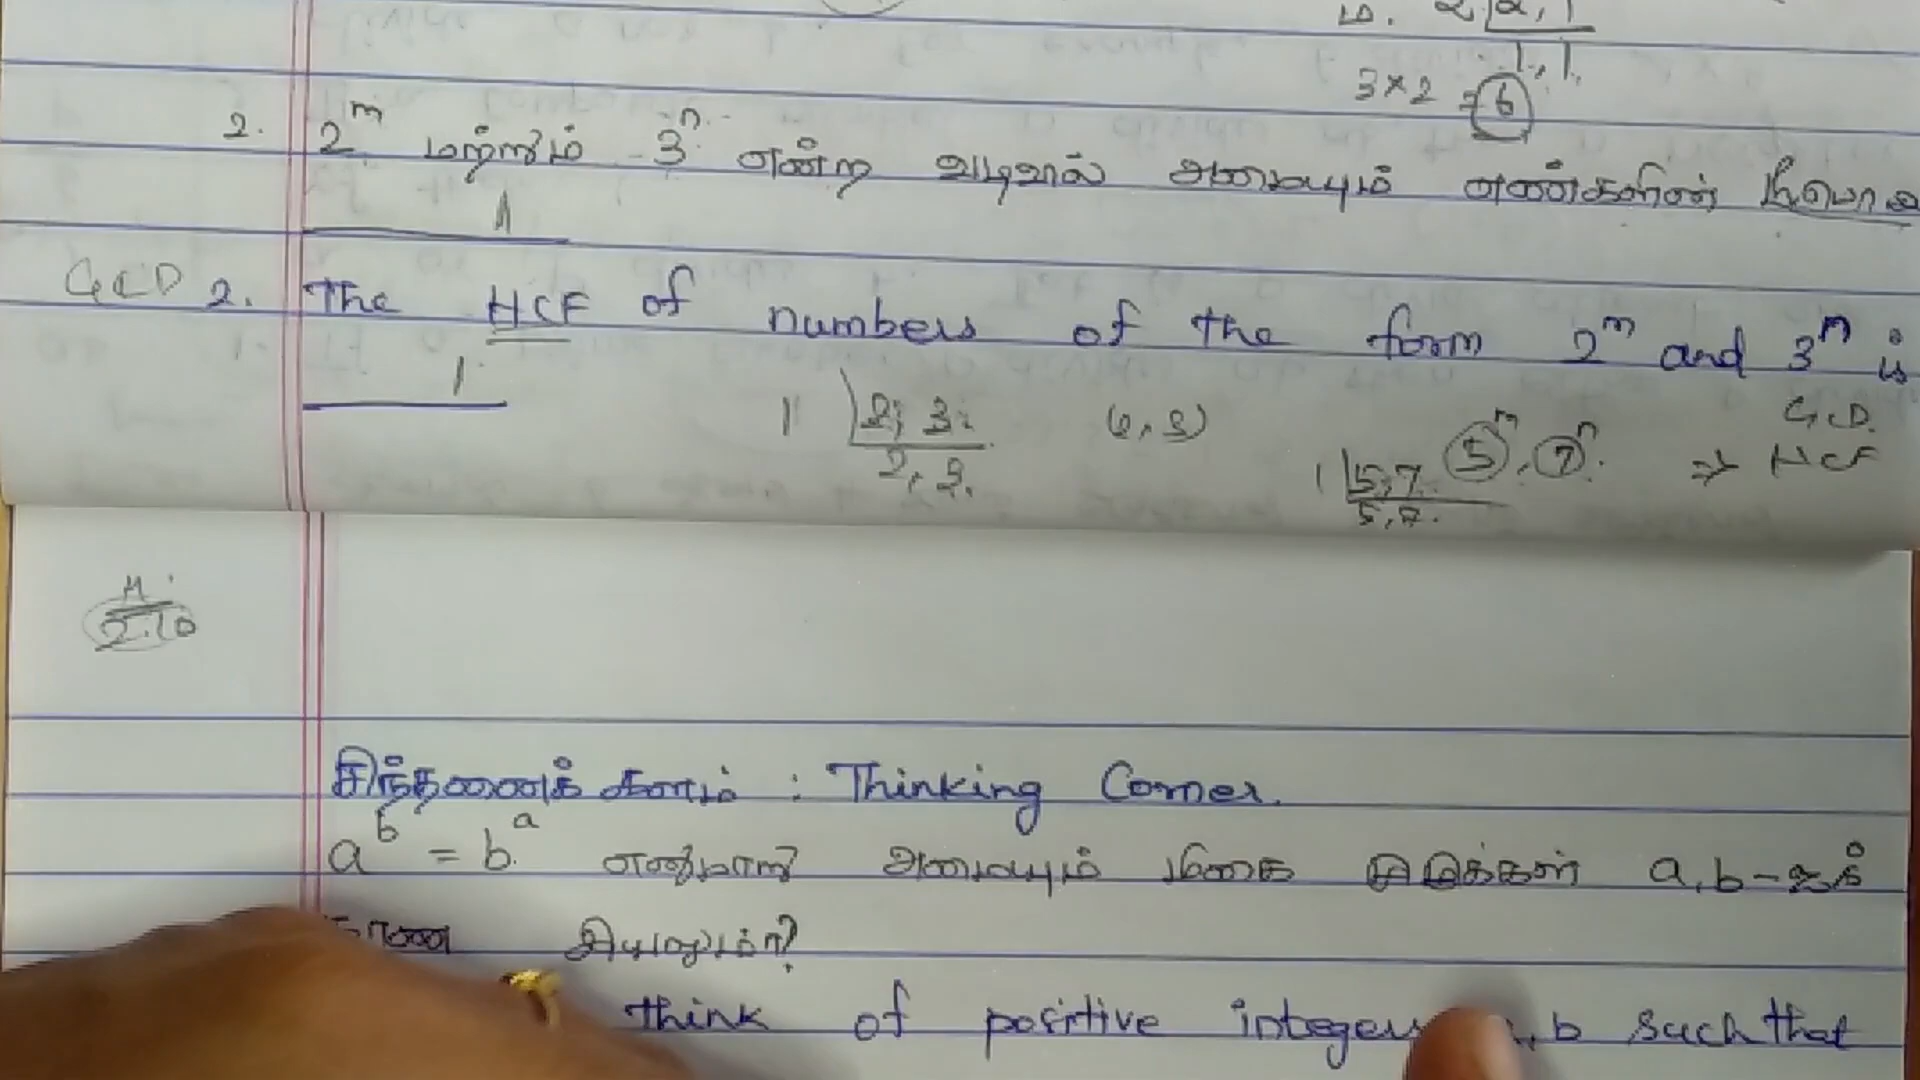 3×2 = 6
2. 2^m மற்றும் 3^n என்ற வடிவில் அமையும் எண்களின் மீபொவ
1
GCD 2. The HCF of numbers of the form 2^m and 3^n is
1
1 2, 3 (2, 3) 5^m, 7^n. ⇒ G.C.D. HCF
2, 3. 1 5, 7
5, 7.
சிந்தனைக் களம் : Thinking Corner.
a^b = b^a எனுமாறு அமையும் மிகை முழுக்கள் a, b-ஐக்
காண இயலுமா?
think of positive integers b such that